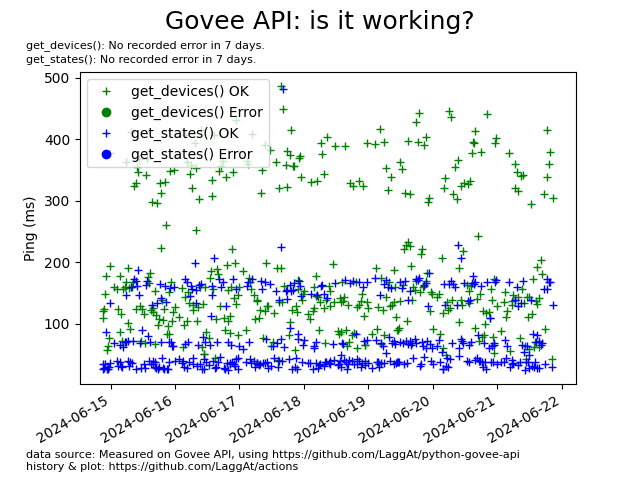 Govee API: is it working?
get_devices(): No recorded error in 7 days.
get_states(): No recorded error in 7 days.
get_devices() OK
get_devices() Error
get_states() OK
get_states() Error
Ping (ms)
500
400
300
200
100
2024-06-15
2024-06-16
2024-06-17
2024-06-18
2024-06-19
2024-06-20
2024-06-21
2024-06-22
data source: Measured on Govee API, using https://github.com/LaggAt/python-govee-api
history & plot: https://github.com/LaggAt/actions